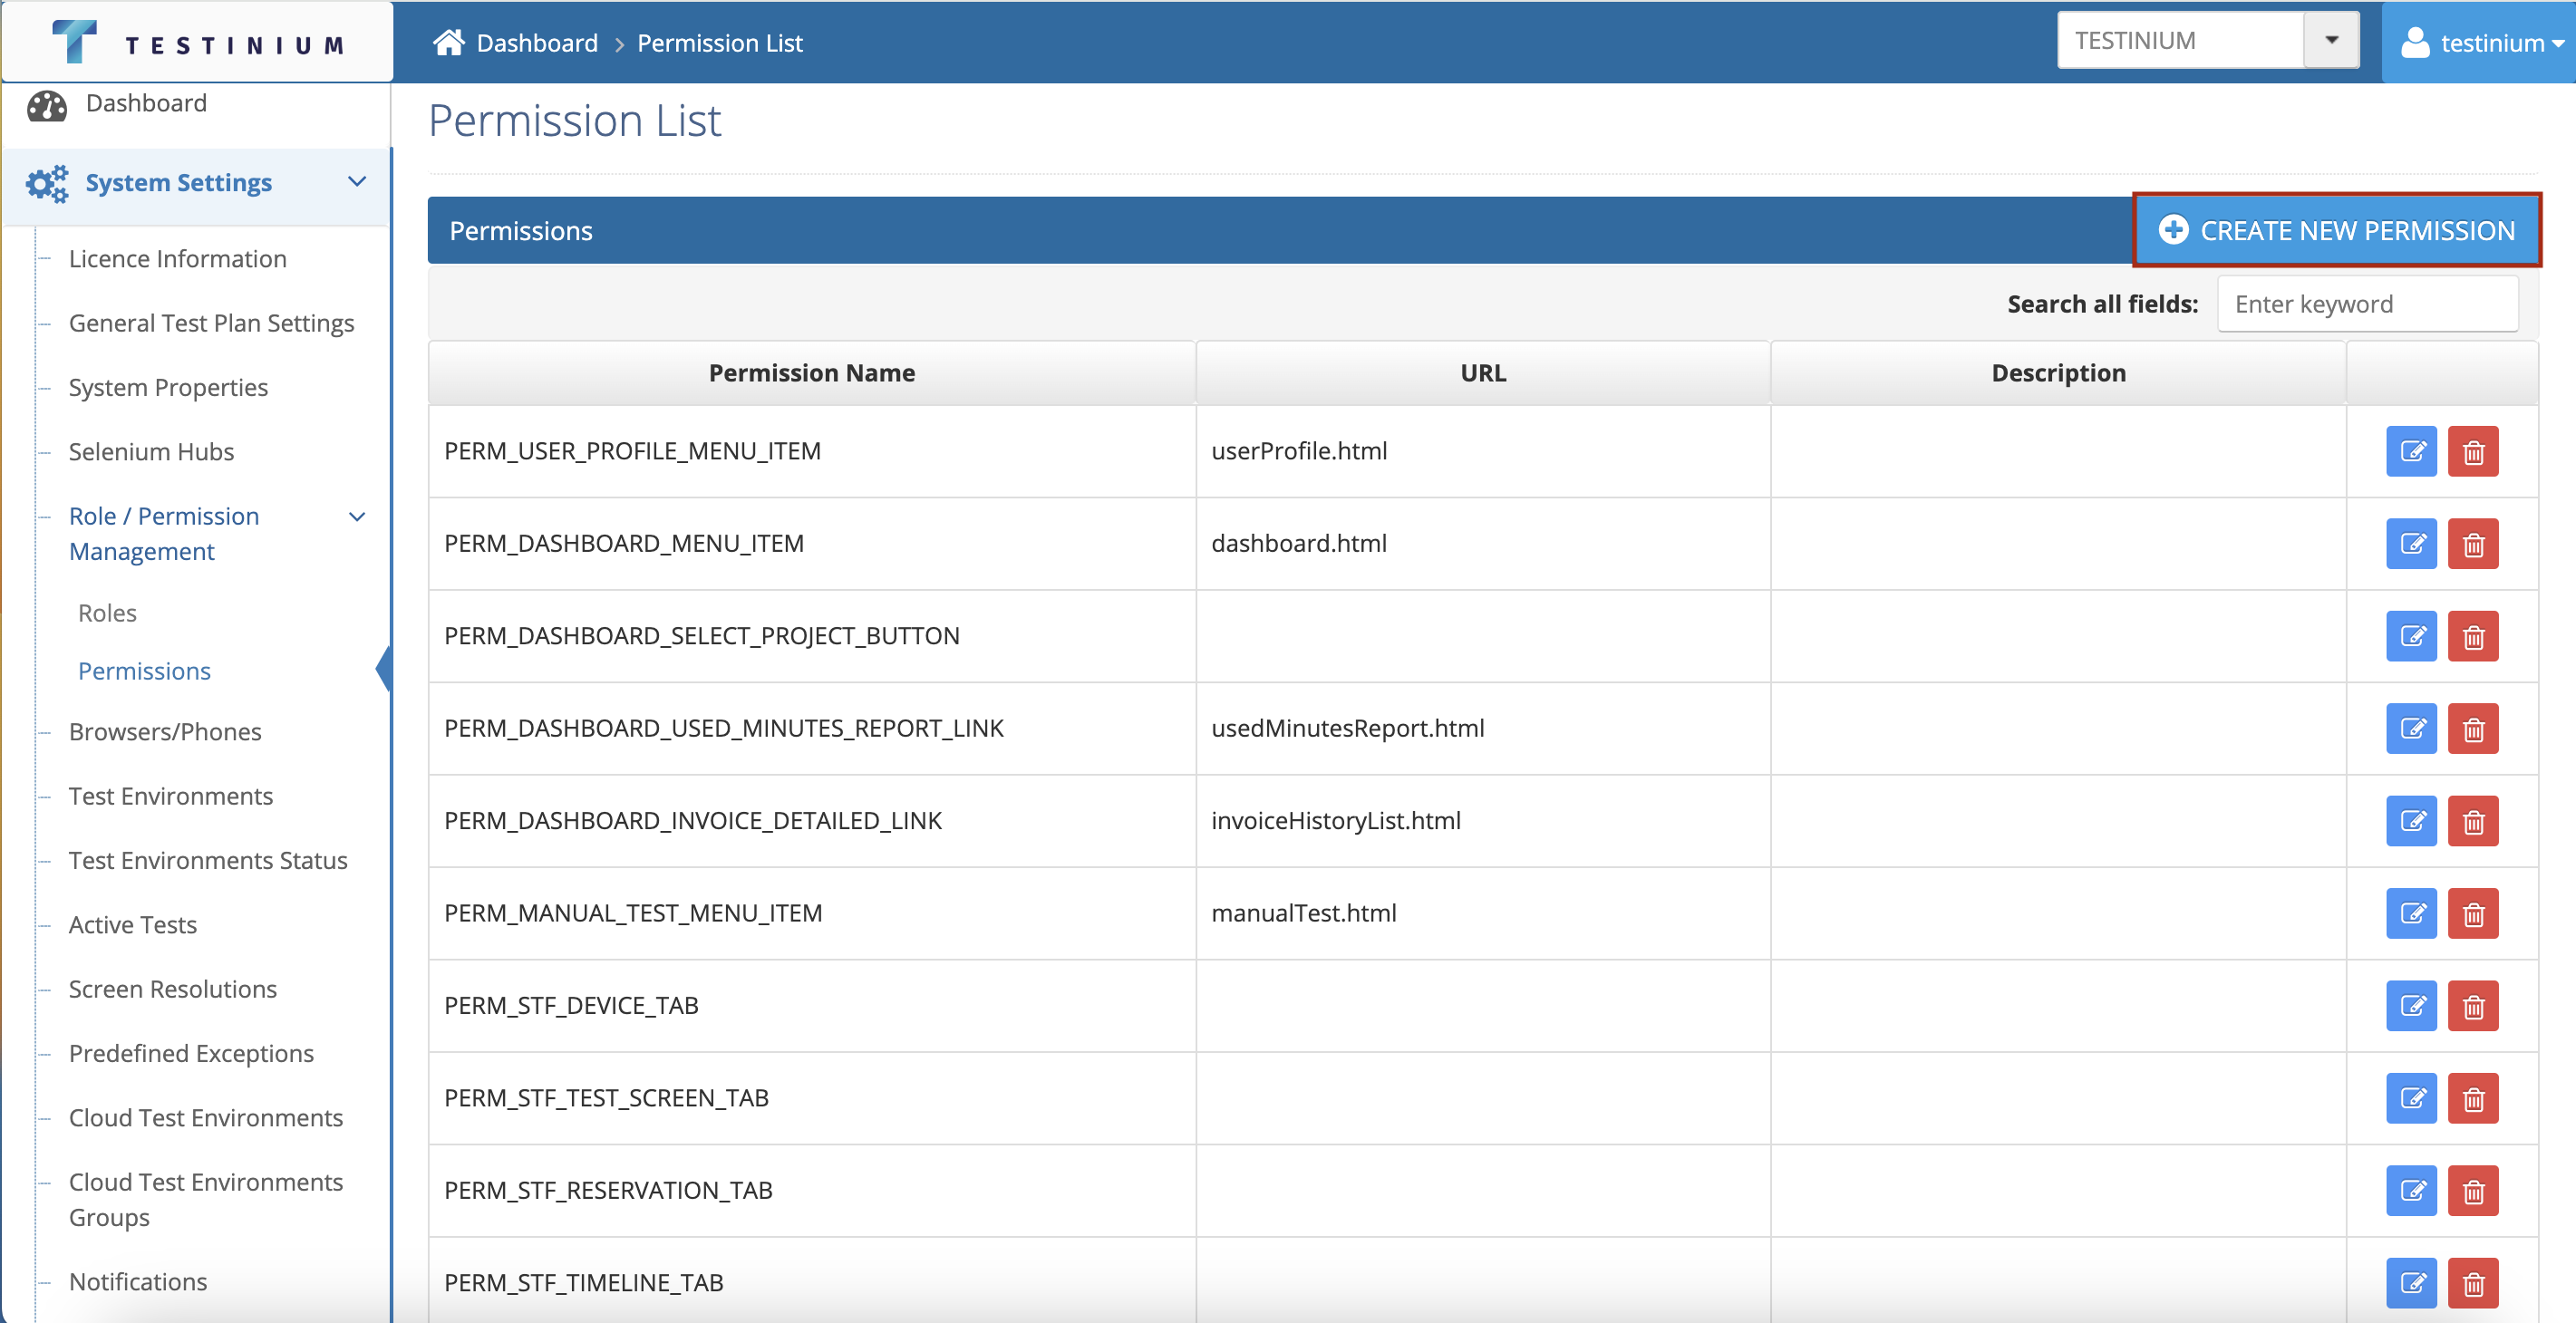 TESTINIUM
Dashboard > Permission List
TESTINIUM
testinium
Dashboard
System Settings
Licence Information
General Test Plan Settings
System Properties
Selenium Hubs
Role / Permission
Management
Roles
Permissions
Browsers/Phones
Test Environments
Test Environments Status
Active Tests
Screen Resolutions
Predefined Exceptions
Cloud Test Environments
Cloud Test Environments
Groups
Notifications
Permission List
Permissions
CREATE NEW PERMISSION
Search all fields: Enter keyword
Permission Name URL Description
PERM_USER_PROFILE_MENU_ITEM userProfile.html
PERM_DASHBOARD_MENU_ITEM dashboard.html
PERM_DASHBOARD_SELECT_PROJECT_BUTTON
PERM_DASHBOARD_USED_MINUTES_REPORT_LINK usedMinutesReport.html
PERM_DASHBOARD_INVOICE_DETAILED_LINK invoiceHistoryList.html
PERM_MANUAL_TEST_MENU_ITEM manualTest.html
PERM_STF_DEVICE_TAB
PERM_STF_TEST_SCREEN_TAB
PERM_STF_RESERVATION_TAB
PERM_STF_TIMELINE_TAB